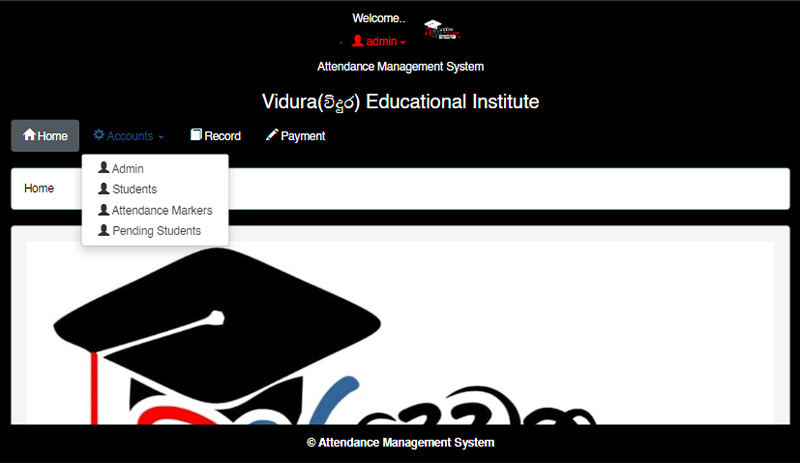 Welcome..
admin
Attendance Management System
Vidura(විදුර) Educational Institute
Home Accounts Record Payment
Admin
Students
Attendance Markers
Pending Students
Home
© Attendance Management System